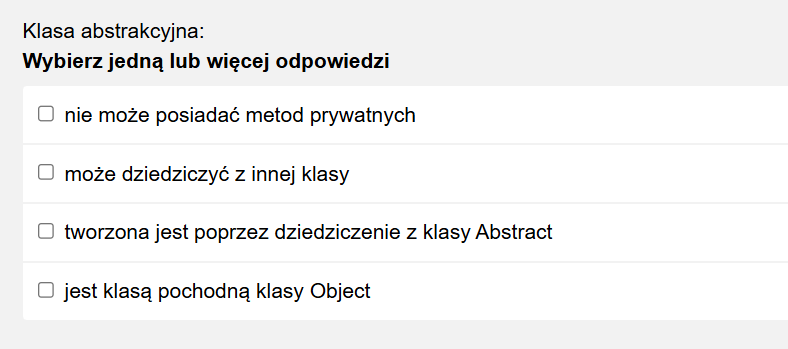 Klasa abstrakcyjna:
Wybierz jedną lub więcej odpowiedzi
nie może posiadać metod prywatnych
może dziedziczyć z innej klasy
tworzona jest poprzez dziedziczenie z klasy Abstract
jest klasą pochodną klasy Object